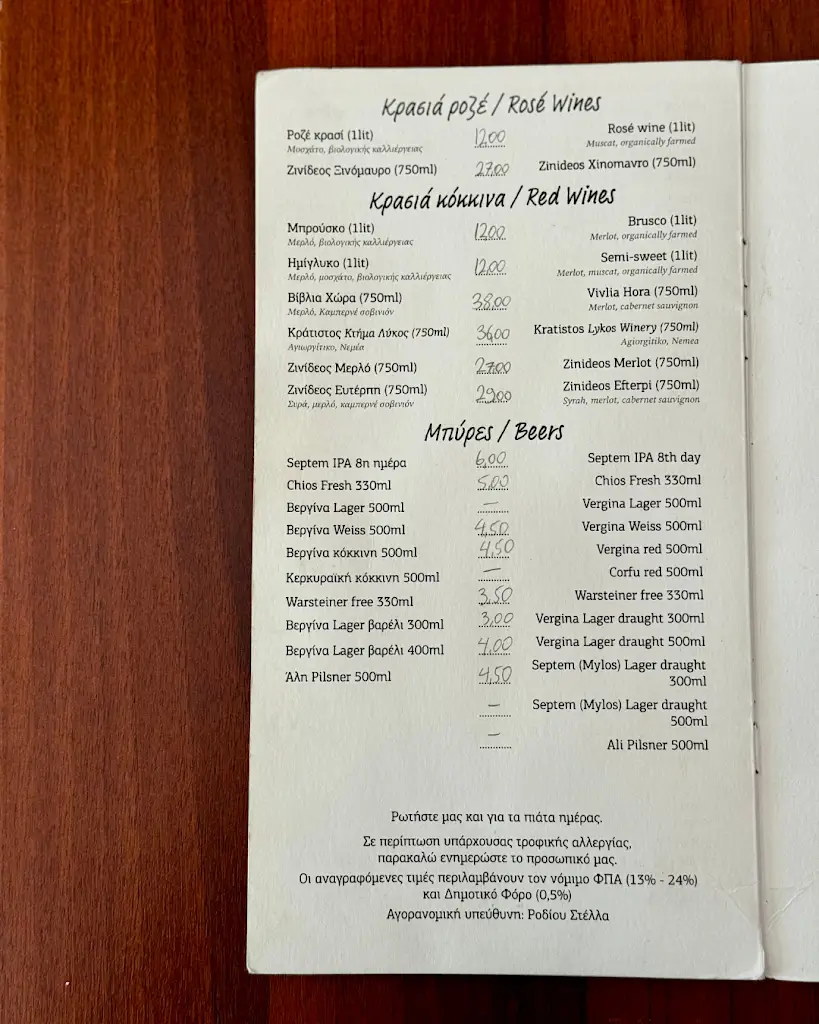 Κρασιά ροζέ / Rosé Wines
Ροζέ κρασί (1lit) 12,00 Rosé wine (1lit)
Μοσχάτο, βιολογικής καλλιέργειας Muscat, organically farmed
Ζινίδεος Ξινόμαυρο (750ml) 27,00 Zinideos Xinomavro (750ml)
Κρασιά κόκκινα / Red Wines
Μπρούσκο (1lit) 12,00 Brusco (1lit)
Μερλό, βιολογικής καλλιέργειας Merlot, organically farmed
Ημίγλυκο (1lit) 12,00 Semi-sweet (1lit)
Μερλό, μοσχάτο, βιολογικής καλλιέργειας Merlot, muscat, organically farmed
Βίβλια Χώρα (750ml) 38,00 Vivlia Hora (750ml)
Μερλό, Καμπερνέ σοβινιόν Merlot, cabernet sauvignon
Κράτιστος Κτήμα Λύκος (750ml) 36,00 Kratistos Lykos Winery (750ml)
Αγιωργίτικο, Νεμέα Agiorgitiko, Nemea
Ζινίδεος Μερλό (750ml) 27,00 Zinideos Merlot (750ml)
Ζινίδεος Ευτέρπη (750ml) 29,00 Zinideos Efterpi (750ml)
Συρά, μερλό, καμπερνέ σοβινιόν Syrah, merlot, cabernet sauvignon
Μπύρες / Beers
Septem IPA 8η ημέρα 6,00 Septem IPA 8th day
Chios Fresh 330ml 5,00 Chios Fresh 330ml
Βεργίνα Lager 500ml — Vergina Lager 500ml
Βεργίνα Weiss 500ml 4,50 Vergina Weiss 500ml
Βεργίνα κόκκινη 500ml 4,50 Vergina red 500ml
Κερκυραϊκή κόκκινη 500ml — Corfu red 500ml
Warsteiner free 330ml 3,50 Warsteiner free 330ml
Βεργίνα Lager βαρέλι 300ml 3,00 Vergina Lager draught 300ml
Βεργίνα Lager βαρέλι 400ml 4,00 Vergina Lager draught 500ml
Άλη Pilsner 500ml 4,50 Septem (Mylos) Lager draught
300ml
— Septem (Mylos) Lager draught
500ml
— Ali Pilsner 500ml
Ρωτήστε μας και για τα πιάτα ημέρας.
Σε περίπτωση υπάρχουσας τροφικής αλλεργίας,
παρακαλώ ενημερώστε το προσωπικό μας.
Οι αναγραφόμενες τιμές περιλαμβάνουν τον νόμιμο ΦΠΑ (13% - 24%)
και Δημοτικό Φόρο (0,5%)
Αγορανομική υπεύθυνη: Ροδίου Στέλλα